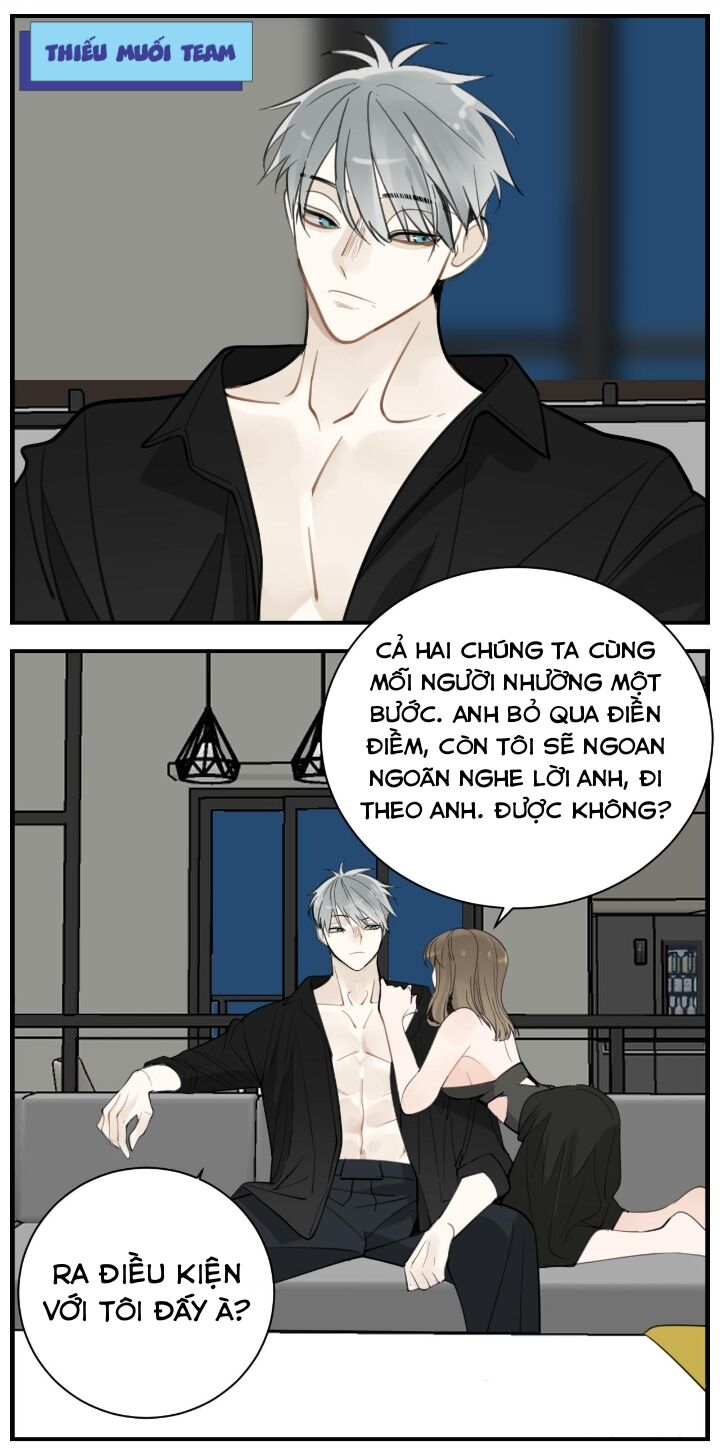 THIẾU MUỐI TEAM
CẢ HAI CHÚNG TA CÙNG
MỖI NGƯỜI NHƯỜNG MỘT
BƯỚC. ANH BỎ QUA ĐIỀN
ĐIỀM, CÒN TÔI SẼ NGOAN
NGOÃN NGHE LỜI ANH, ĐI
THEO ANH. ĐƯỢC KHÔNG?
RA ĐIỀU KIỆN
VỚI TÔI ĐẤY À?